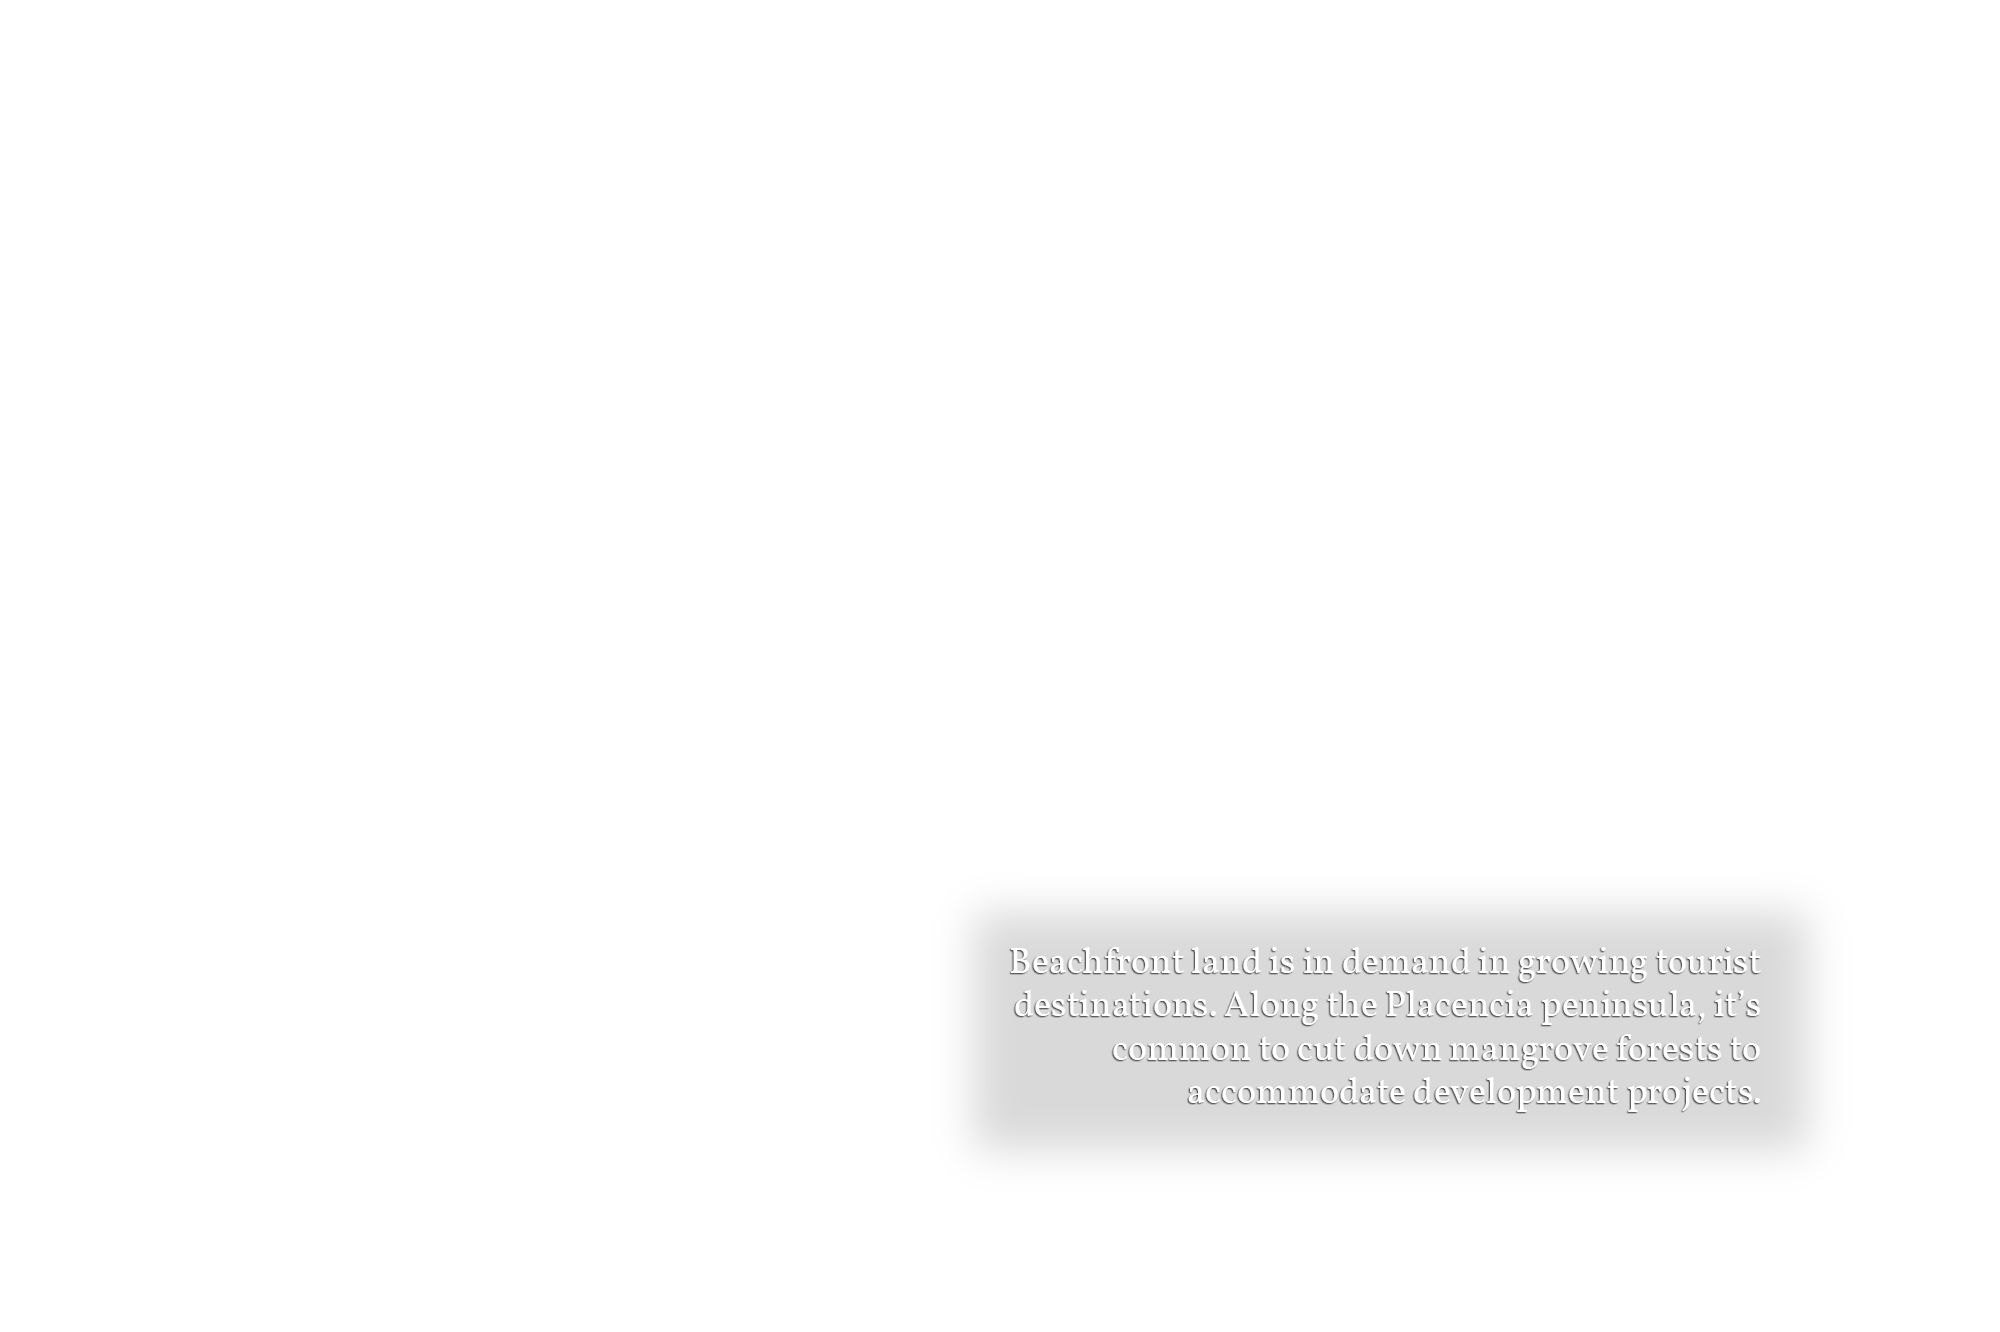 Beachfront land is in demand in growing tourist
destinations. Along the Placencia peninsula, it’s
common to cut down mangrove forests to
accommodate development projects.